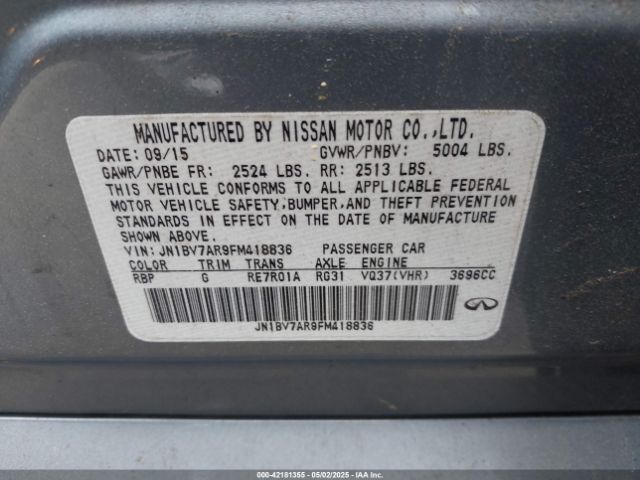 MANUFACTURED BY NISSAN MOTOR CO.,LTD.
DATE: 09/15 GVWR/PNBV: 5004 LBS.
GAWR/PNBE FR: 2524 LBS. RR: 2513 LBS.
THIS VEHICLE CONFORMS TO ALL APPLICABLE FEDERAL
MOTOR VEHICLE SAFETY,BUMPER,AND THEFT PREVENTION
STANDARDS IN EFFECT ON THE DATE OF MANUFACTURE
SHOWN ABOVE.
VIN: JN1BV7AR9FM418836 PASSENGER CAR
COLOR TRIM TRANS AXLE ENGINE
RBP G RE7R01A RG31 VQ37(VHR) 3696CC
JN1BV7AR9FM418836
000-42181355 - 05/02/2025 - IAAI.COM